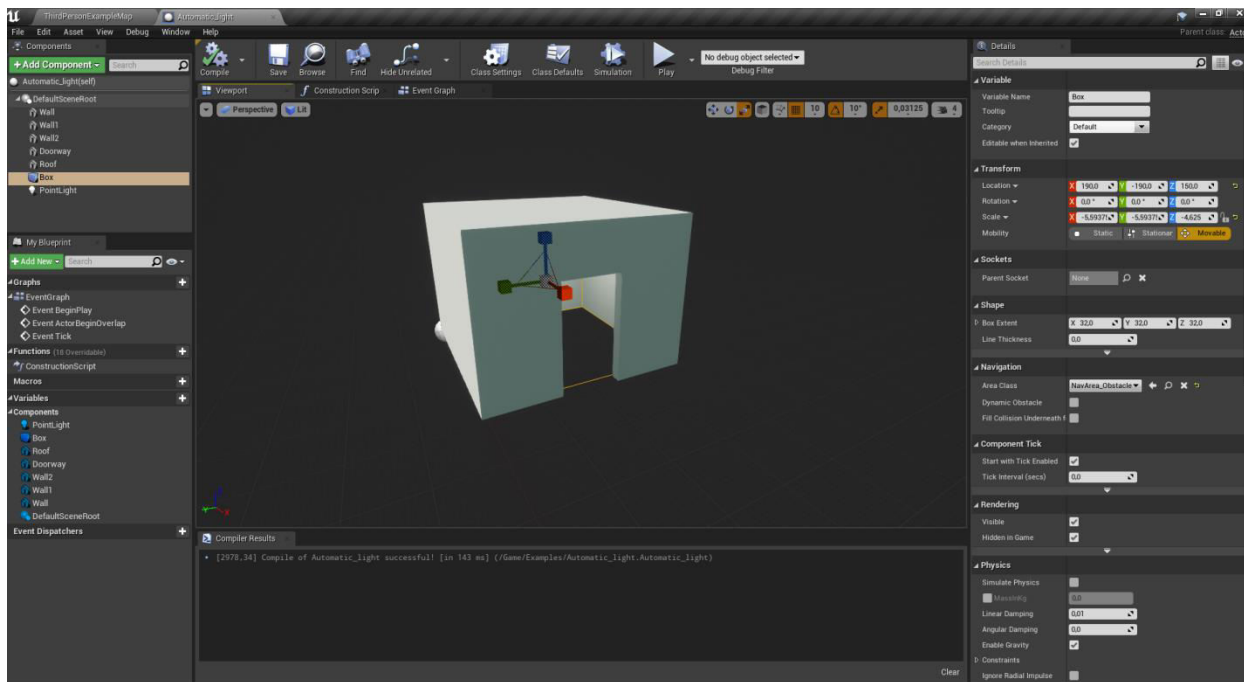 ThirdPersonExampleMap
Automatic_light
File Edit Asset View Debug Window Help
Parent class: Acto
Components
+Add Component
Search
Automatic_light(self)
DefaultSceneRoot
Wall
Wall1
Wall2
Doorway
Roof
Box
PointLight
My Blueprint
+Add New
Search
Graphs
EventGraph
Event BeginPlay
Event ActorBeginOverlap
Event Tick
Functions (18 Overridable)
ConstructionScript
Macros
Variables
Components
PointLight
Box
Roof
Doorway
Wall2
Wall1
Wall
DefaultSceneRoot
Event Dispatchers
Compile Save Browse Find Hide Unrelated Class Settings Class Defaults Simulation Play
No debug object selected
Debug Filter
Viewport Construction Scrip Event Graph
Perspective Lit
10 10° 0,03125 4
Z
Y X
Compiler Results
[2978,34] Compile of Automatic_light successful! [in 143 ms] (/Game/Examples/Automatic_light.Automatic_light)
Clear
Details
Search Details
Variable
Variable Name Box
Tooltip
Category Default
Editable when Inherited
Transform
Location X 190,0 Y -190,0 Z 150,0
Rotation X 0,0° Y 0,0° Z 0,0°
Scale X Y Z -4,625
Mobility Static Stationar Movable
Sockets
Parent Socket None
Shape
Box Extent X 32,0 Y 32,0 Z 32,0
Line Thickness 0,0
Navigation
Area Class NavArea_Obstacle
Dynamic Obstacle
Fill Collision Underneath f
Component Tick
Start with Tick Enabled
Tick Interval (secs) 0,0
Rendering
Visible
Hidden in Game
Physics
Simulate Physics
MassInKg 0,0
Linear Damping 0,01
Angular Damping 0,0
Enable Gravity
Constraints
Ignore Radial Impulse